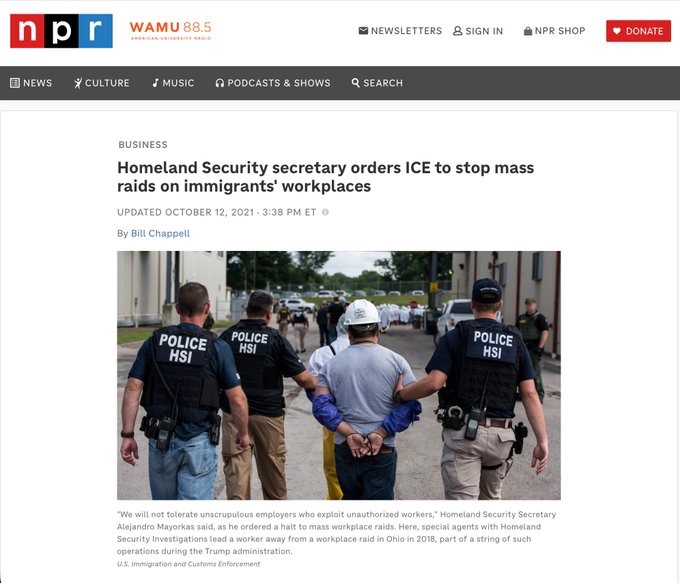 npr
WAMU 88.5
AMERICAN UNIVERSITY RADIO
NEWSLETTERS
SIGN IN
NPR SHOP
DONATE
NEWS
CULTURE
MUSIC
PODCASTS & SHOWS
SEARCH
BUSINESS
Homeland Security secretary orders ICE to stop mass
raids on immigrants' workplaces
UPDATED OCTOBER 12, 2021 · 3:38 PM ET
By Bill Chappell
POLICE
HSI
POLICE
HSI
POLICE
HSI
"We will not tolerate unscrupulous employers who exploit unauthorized workers," Homeland Security Secretary
Alejandro Mayorkas said, as he ordered a halt to mass workplace raids. Here, special agents with Homeland
Security Investigations lead a worker away from a workplace raid in Ohio in 2018, part of a string of such
operations during the Trump administration.
U.S. Immigration and Customs Enforcement